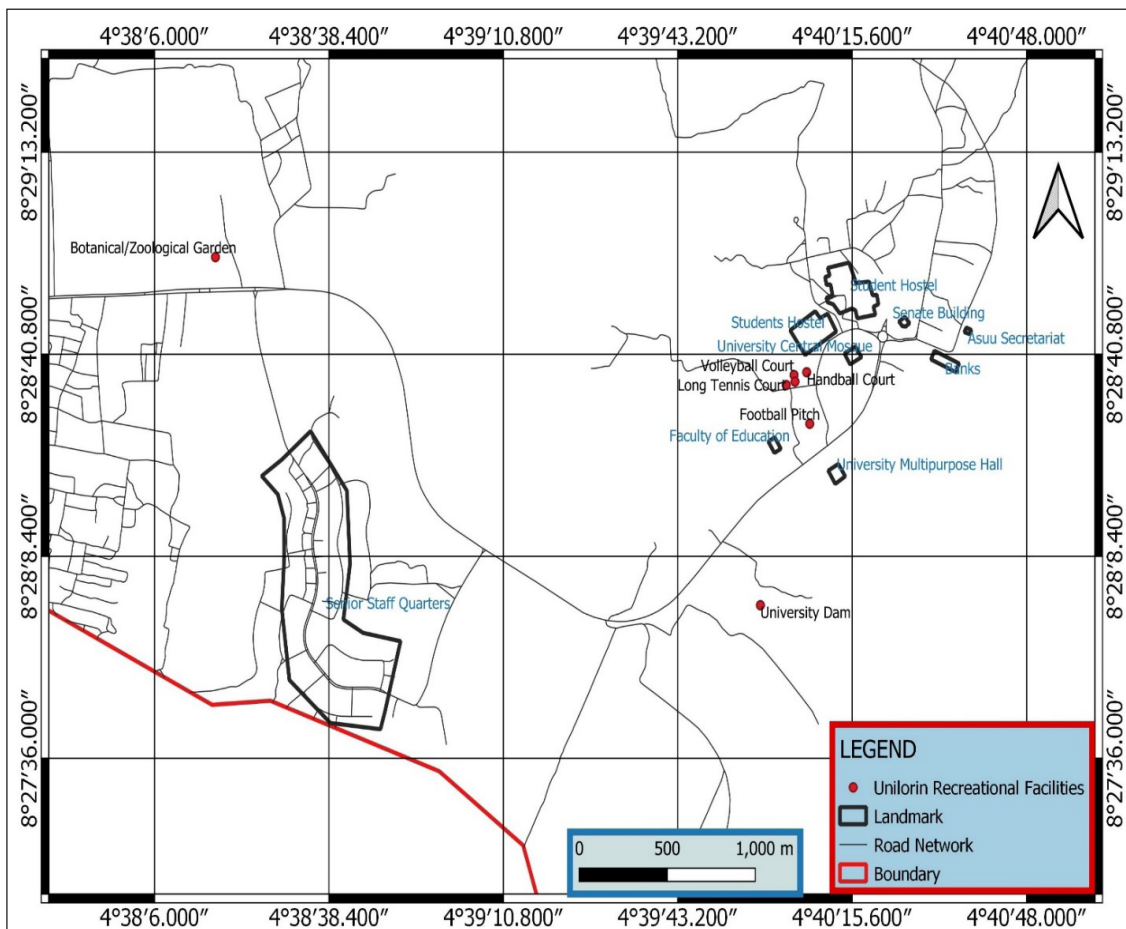 4°38′6.000″ 4°38′38.400″ 4°39′10.800″ 4°39′43.200″ 4°40′15.600″ 4°40′48.000″
8°29′13.200″ 8°29′13.200″
Botanical/Zoological Garden
Student Hostel
Senate Building
Students Hostel
Asuu Secretariat
University Central Mosque
8°28′40.800″ 8°28′40.800″
Volleyball Court
Banks
Long Tennis Court
Handball Court
Football Pitch
Faculty of Education
University Multipurpose Hall
8°28′8.400″ 8°28′8.400″
Senior Staff Quarters
University Dam
8°27′36.000″ 8°27′36.000″
LEGEND
Unilorin Recreational Facilities
Landmark
Road Network
Boundary
0 500 1,000 m
4°38′6.000″ 4°38′38.400″ 4°39′10.800″ 4°39′43.200″ 4°40′15.600″ 4°40′48.000″